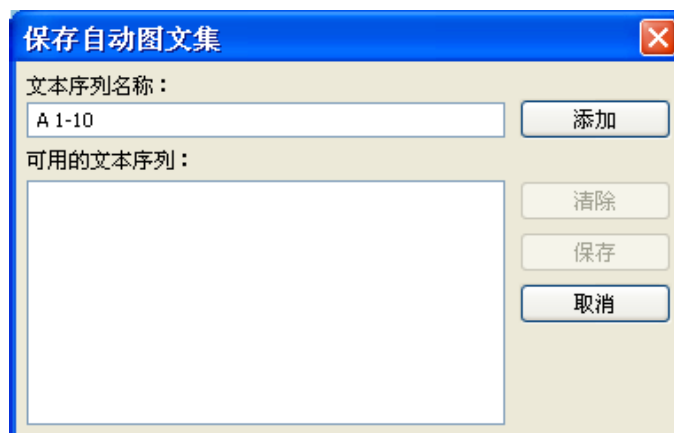 保存自动图文集
文本序列名称：
A 1-10
添加
可用的文本序列：
清除
保存
取消